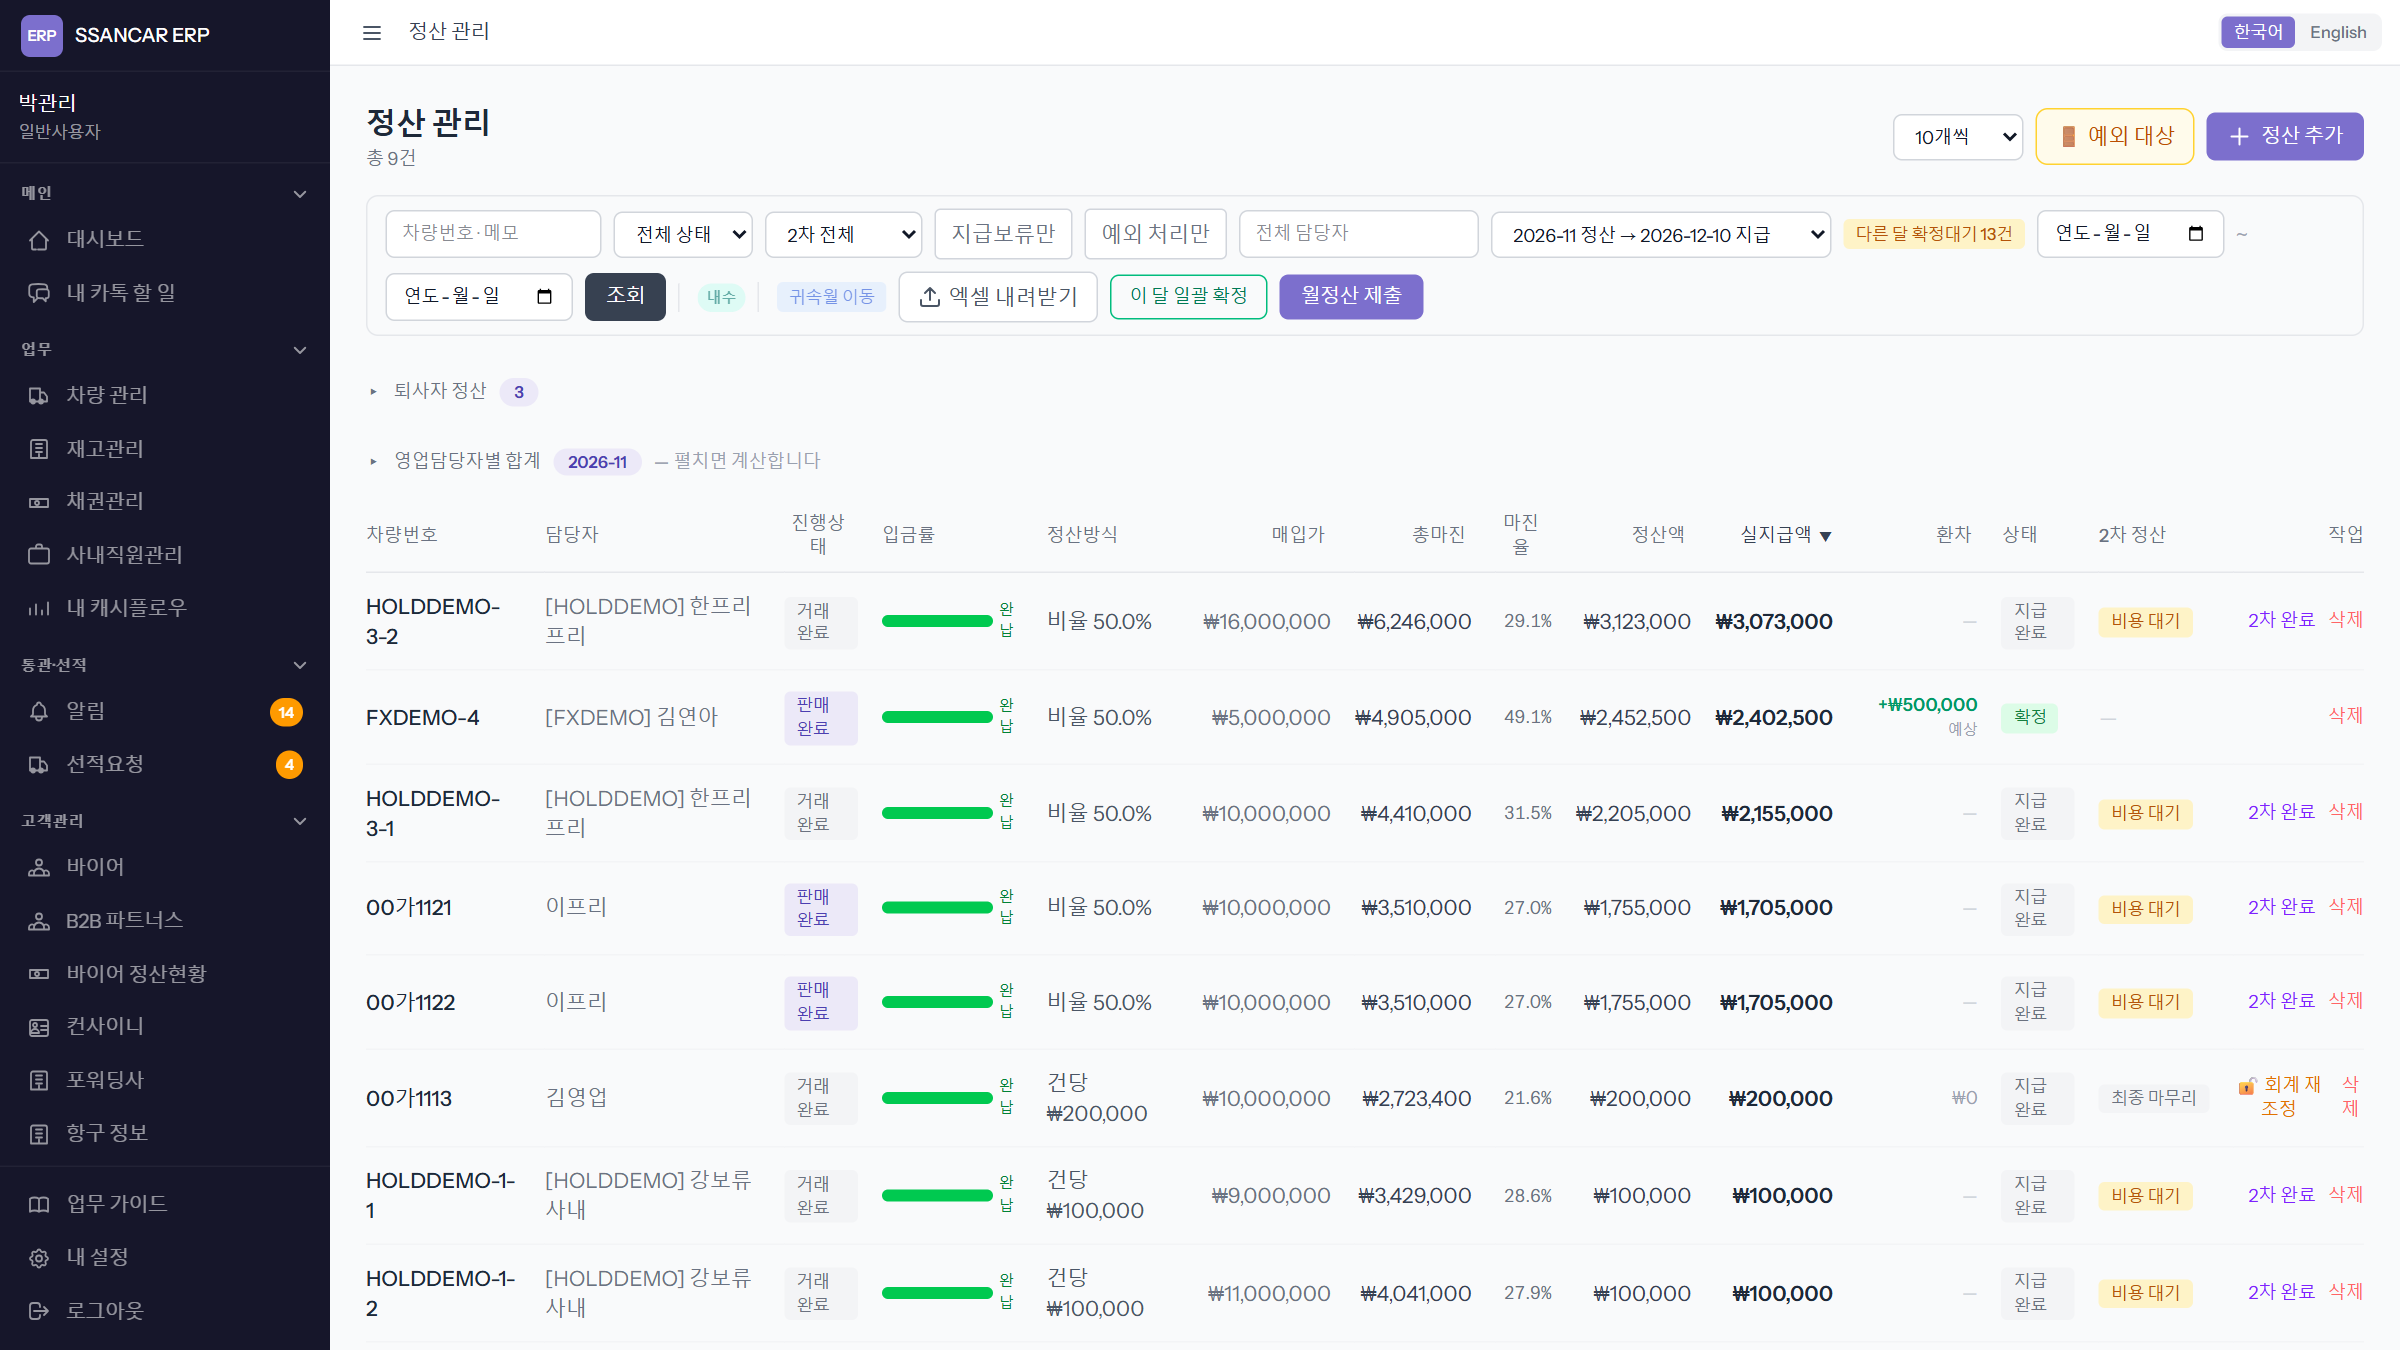 ERP SSANCAR ERP
박관리
일반사용자
메인
대시보드
내 카톡 할 일
업무
차량 관리
재고관리
채권관리
사내직원관리
내 캐시플로우
통관·선적
알림 14
선적요청 4
고객관리
바이어
B2B 파트너스
바이어 정산현황
컨사이니
포워딩사
항구 정보
업무 가이드
내 설정
로그아웃
정산 관리
한국어 English
정산 관리
총 9건
10개씩 예외 대상 정산 추가
차량번호·메모 전체 상태 2차 전체 지급보류만 예외 처리만 전체 담당자 2026-11 정산 → 2026-12-10 지급 다른 달 확정대기 13건 연도-월-일 ~
연도-월-일 조회 내수 귀속월 이동 엑셀 내려받기 이 달 일괄 확정 월정산 제출
▸ 퇴사자 정산 3
▸ 영업담당자별 합계 2026-11 — 펼치면 계산합니다
차량번호 담당자 진행상태 입금률 정산방식 매입가 총마진 마진율 정산액 실지급액 ▼ 환차 상태 2차 정산 작업
HOLDDEMO-3-2 [HOLDDEMO] 한프리프리 거래완료 완납 비율 50.0% ₩16,000,000 ₩6,246,000 29.1% ₩3,123,000 ₩3,073,000 — 지급완료 비용 대기 2차 완료 삭제
FXDEMO-4 [FXDEMO] 김연아 판매완료 완납 비율 50.0% ₩5,000,000 ₩4,905,000 49.1% ₩2,452,500 ₩2,402,500 +₩500,000 예상 확정 — 삭제
HOLDDEMO-3-1 [HOLDDEMO] 한프리프리 거래완료 완납 비율 50.0% ₩10,000,000 ₩4,410,000 31.5% ₩2,205,000 ₩2,155,000 — 지급완료 비용 대기 2차 완료 삭제
00가1121 이프리 판매완료 완납 비율 50.0% ₩10,000,000 ₩3,510,000 27.0% ₩1,755,000 ₩1,705,000 — 지급완료 비용 대기 2차 완료 삭제
00가1122 이프리 판매완료 완납 비율 50.0% ₩10,000,000 ₩3,510,000 27.0% ₩1,755,000 ₩1,705,000 — 지급완료 비용 대기 2차 완료 삭제
00가1113 김영업 거래완료 완납 건당 ₩200,000 ₩10,000,000 ₩2,723,400 21.6% ₩200,000 ₩200,000 ₩0 지급완료 최종 마무리 회계 재조정 삭제
HOLDDEMO-1-1 [HOLDDEMO] 강보류사내 거래완료 완납 건당 ₩100,000 ₩9,000,000 ₩3,429,000 28.6% ₩100,000 ₩100,000 — 지급완료 비용 대기 2차 완료 삭제
HOLDDEMO-1-2 [HOLDDEMO] 강보류사내 거래완료 완납 건당 ₩100,000 ₩11,000,000 ₩4,041,000 27.9% ₩100,000 ₩100,000 — 지급완료 비용 대기 2차 완료 삭제